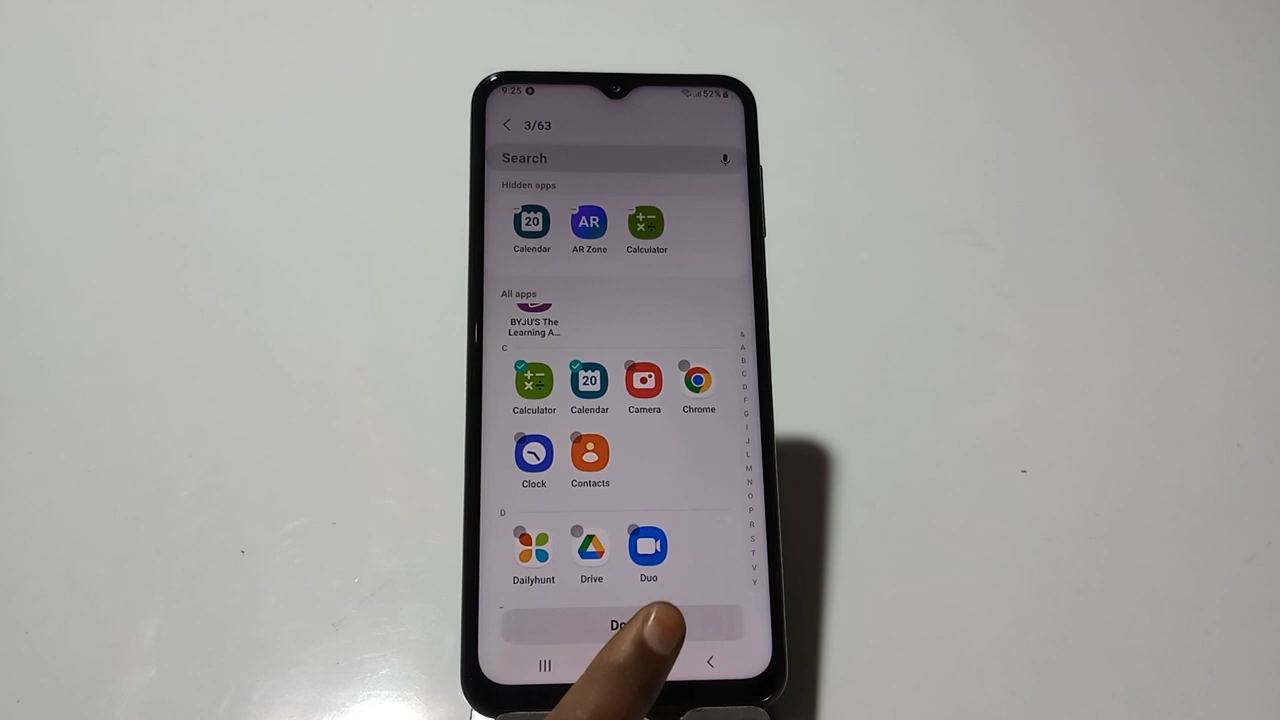 9:25 52%
3/63
Search
Hidden apps
20 AR
Calendar AR Zone Calculator
All apps
BYJU'S The
Learning A...
C
20
Calculator Calendar Camera Chrome
Clock Contacts
D
Dailyhunt Drive Duo
&
A
B
C
D
F
G
I
J
L
M
N
O
P
R
S
T
V
Y